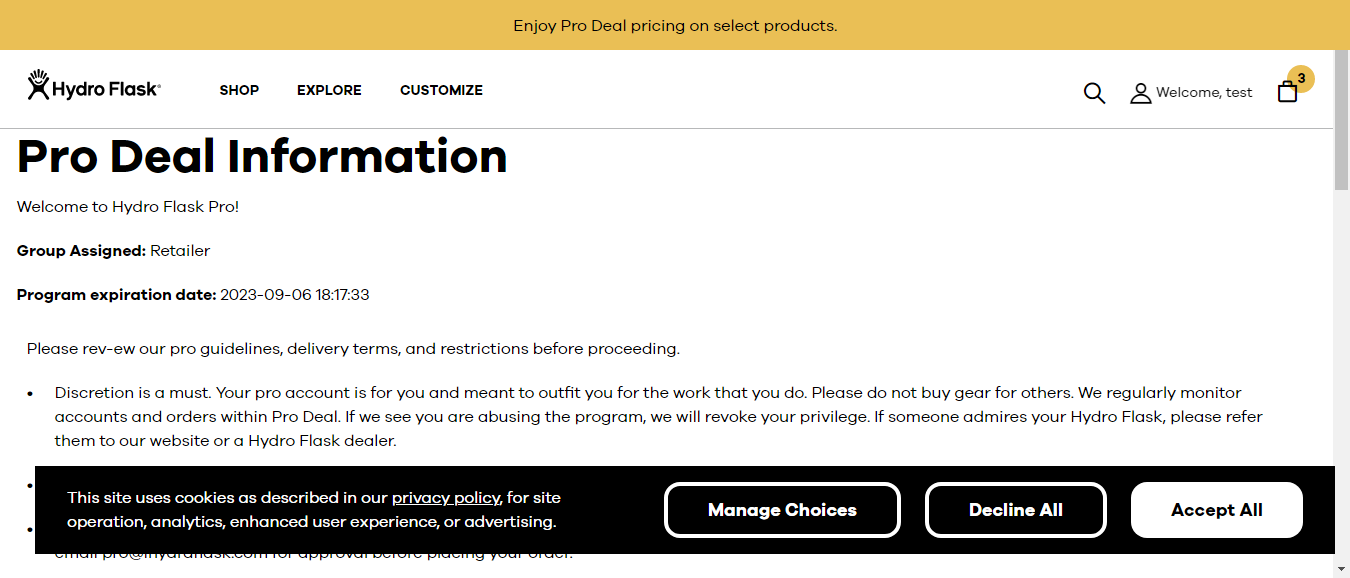 Enjoy Pro Deal pricing on select products.
Hydro Flask
SHOP EXPLORE CUSTOMIZE
Welcome, test
3
Pro Deal Information
Welcome to Hydro Flask Pro!
Group Assigned: Retailer
Program expiration date: 2023-09-06 18:17:33
Please rev-ew our pro guidelines, delivery terms, and restrictions before proceeding.
• Discretion is a must. Your pro account is for you and meant to outfit you for the work that you do. Please do not buy gear for others. We regularly monitor
accounts and orders within Pro Deal. If we see you are abusing the program, we will revoke your privilege. If someone admires your Hydro Flask, please refer
them to our website or a Hydro Flask dealer.
This site uses cookies as described in our privacy policy, for site
operation, analytics, enhanced user experience, or advertising.
Manage Choices Decline All Accept All
for approval before placing your order.